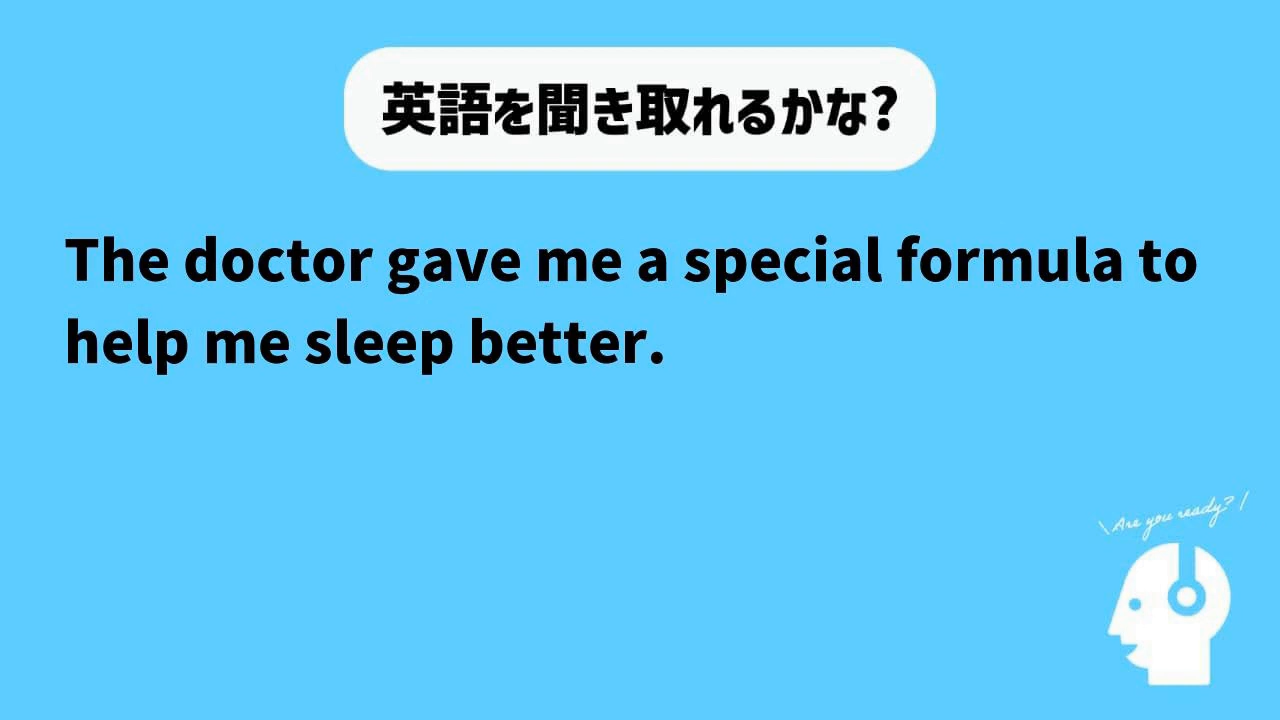 英語を聞き取れるかな?
The doctor gave me a special formula to
help me sleep better.
\ Are you ready? /